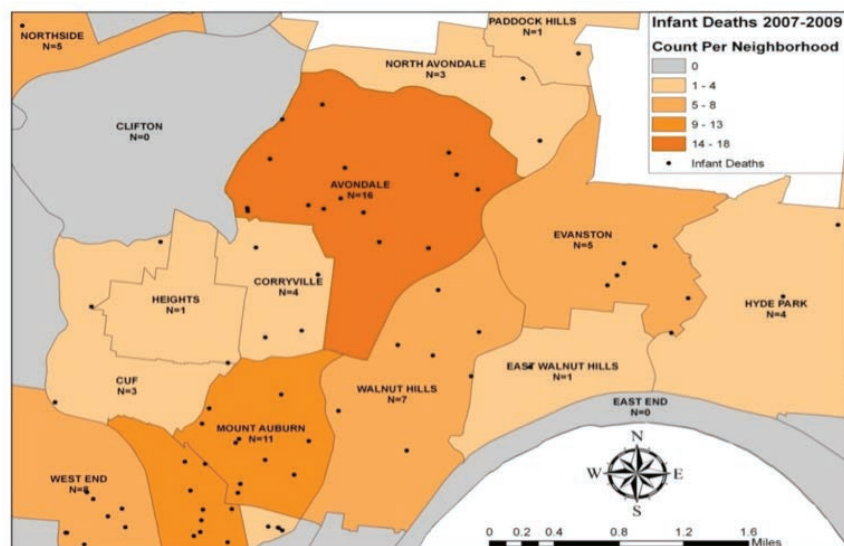 NORTHSIDE
N=5
PADDOCK HILLS
N=1
NORTH AVONDALE
N=3
Infant Deaths 2007-2009
Count Per Neighborhood
0
1 - 4
5 - 8
9 - 13
14 - 18
Infant Deaths
CLIFTON
N=0
AVONDALE
N=16
EVANSTON
N=5
CORRYVILLE
N=4
HEIGHTS
N=1
HYDE PARK
N=4
CUF
N=3
WALNUT HILLS
N=7
EAST WALNUT HILLS
N=1
EAST END
N=0
MOUNT AUBURN
N=11
WEST END
N=8
N
W
E
S
0 0.2 0.4 0.8 1.2 1.6
Miles